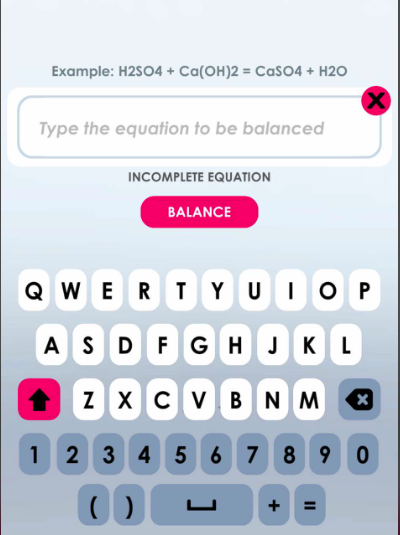 Example: H2SO4 + Ca(OH)2 = CaSO4 + H2O
X
Type the equation to be balanced
INCOMPLETE EQUATION
BALANCE
Q W E R T Y U I O P
A S D F G H J K L
Z X C V B N M
1 2 3 4 5 6 7 8 9 0
( ) + =